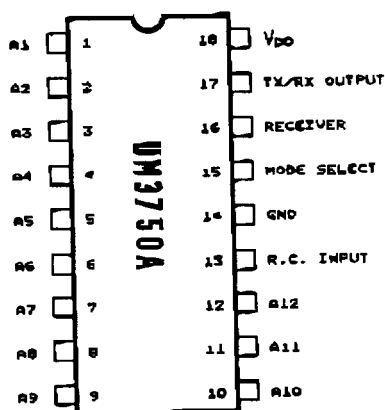 A1 1 18 VDD
A2 2 17 TX/RX OUTPUT
A3 3 16 RECEIVER
A4 4 15 MODE SELECT
A5 5 14 GND
A6 6 13 R.C. INPUT
A7 7 12 A12
A8 8 11 A11
A9 9 10 A10
UM3750A